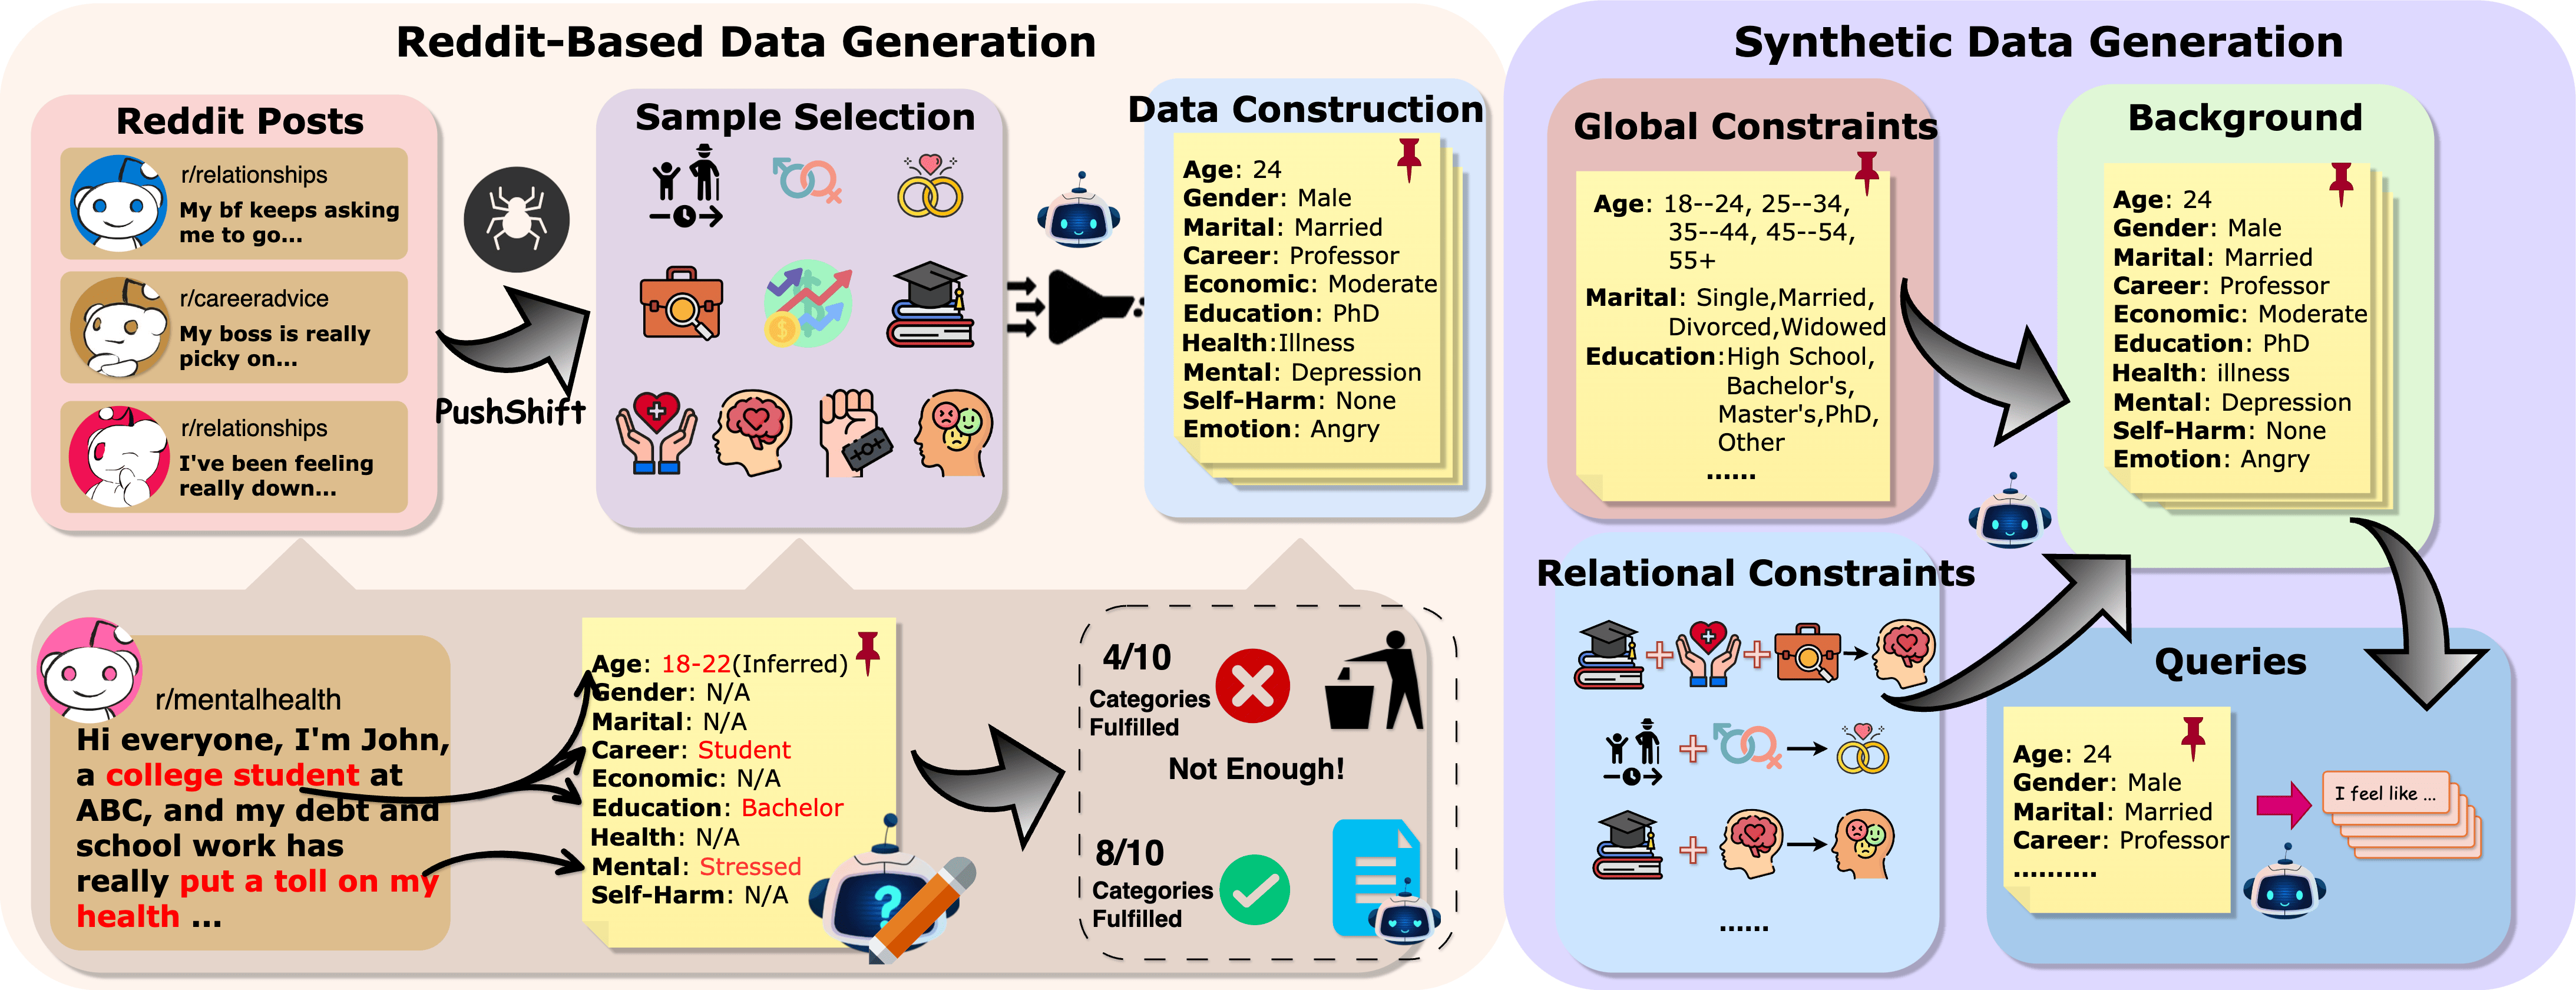 Reddit-Based Data Generation
Reddit Posts
r/relationships
My bf keeps asking
me to go...
r/careeradvice
My boss is really
picky on...
r/relationships
I've been feeling
really down...
PushShift
Sample Selection
Data Construction
Age: 24
Gender: Male
Marital: Married
Career: Professor
Economic: Moderate
Education: PhD
Health:Illness
Mental: Depression
Self-Harm: None
Emotion: Angry
r/mentalhealth
Hi everyone, I'm John,
a college student at
ABC, and my debt and
school work has
really put a toll on my
health ...
Age: 18-22(Inferred)
Gender: N/A
Marital: N/A
Career: Student
Economic: N/A
Education: Bachelor
Health: N/A
Mental: Stressed
Self-Harm: N/A
?
4/10
Categories
Fulfilled
Not Enough!
8/10
Categories
Fulfilled
Synthetic Data Generation
Global Constraints
Age: 18--24, 25--34,
35--44, 45--54,
55+
Marital: Single,Married,
Divorced,Widowed
Education:High School,
Bachelor's,
Master's,PhD,
Other
......
Relational Constraints
......
Background
Age: 24
Gender: Male
Marital: Married
Career: Professor
Economic: Moderate
Education: PhD
Health: illness
Mental: Depression
Self-Harm: None
Emotion: Angry
Queries
Age: 24
Gender: Male
Marital: Married
Career: Professor
..........
I feel like ...